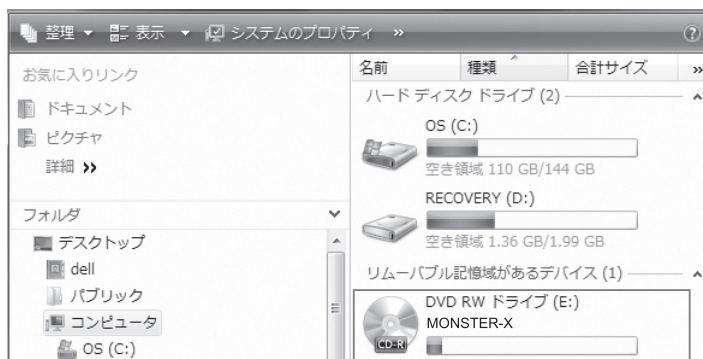 整理 ▼ 表示 ▼ システムのプロパティ »
お気に入りリンク
ドキュメント
ピクチャ
詳細 »
フォルダ
デスクトップ
dell
パブリック
コンピュータ
OS (C:)
名前 種類 合計サイズ »
ハード ディスク ドライブ (2)
OS (C:)
空き領域 110 GB/144 GB
RECOVERY (D:)
空き領域 1.36 GB/1.99 GB
リムーバブル記憶域があるデバイス (1)
DVD RW ドライブ (E:)
MONSTER-X
CD-R